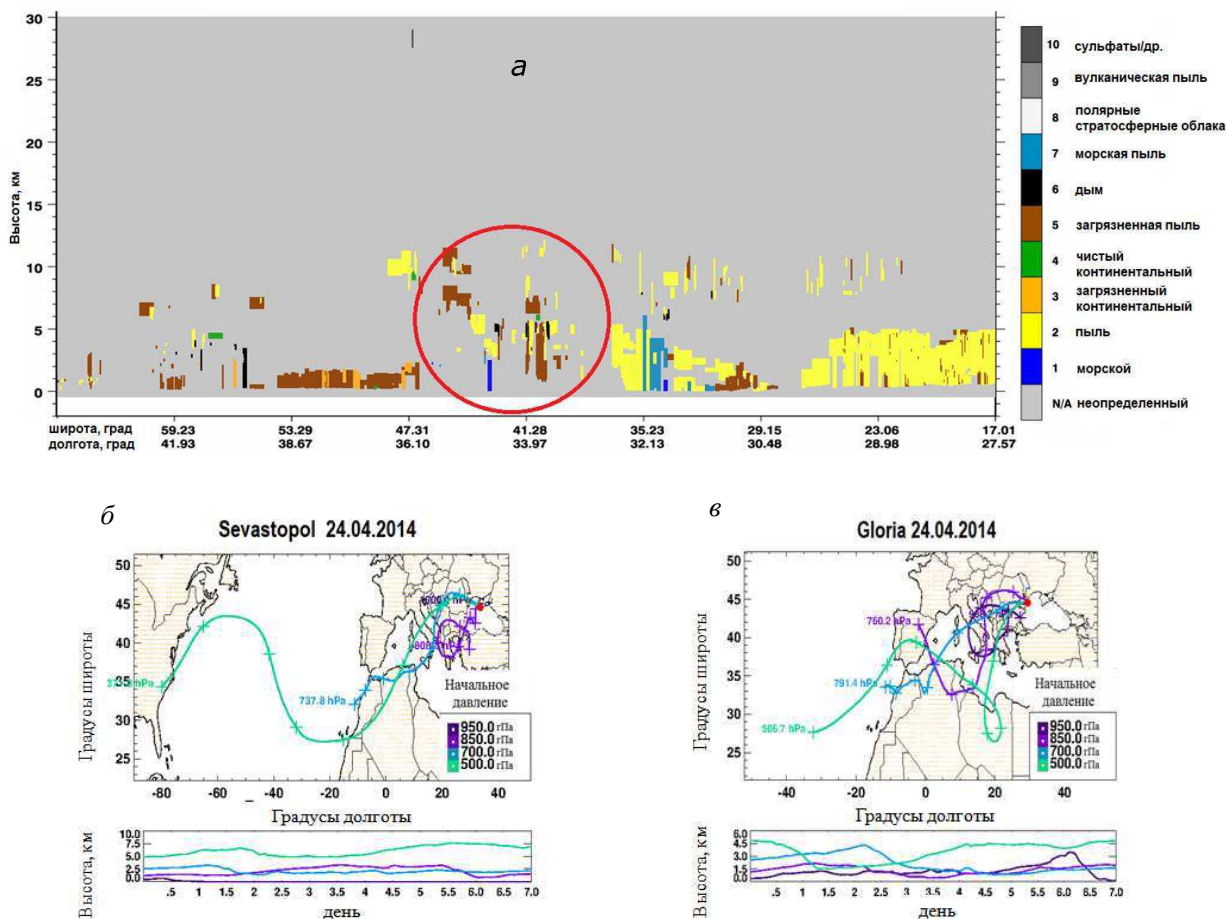 а
30
25
20
15
10
5
0
Высота, км
10 сульфаты/др.
9 вулканическая пыль
8 полярные
стратосферные облака
7 морская пыль
6 дым
5 загрязненная пыль
4 чистый
континентальный
3 загрязненный
континентальный
2 пыль
1 морской
N/A неопределенный
широта, град 59.23 53.29 47.31 41.28 35.23 29.15 23.06 17.01
долгота, град 41.93 38.67 36.10 33.97 32.13 30.48 28.98 27.57
б
Sevastopol 24.04.2014
50
45
40
35
30
25
Градусы широты
737.8 hPa
Начальное
давление
950.0 гПа
850.0 гПа
700.0 гПа
500.0 гПа
-80 -60 -40 -20 0 20 40
Градусы долготы
10.0
7.5
5.0
2.5
0.0
Высота, км
.5 1. 1.5 2. 2.5 3. 3.5 4. 4.5 5. 5.5 6. 6.5 7.0
день
в
Gloria 24.04.2014
50
45
40
35
30
25
Градусы широты
760.2 hPa
791.4 hPa
586.7 hPa
Начальное
давление
950.0 гПа
850.0 гПа
700.0 гПа
500.0 гПа
-40 -20 0 20 40
Градусы долготы
6.0
4.5
3.0
1.5
0.0
Высота, км
.5 1. 1.5 2. 2.5 3. 3.5 4. 4.5 5. 5.5 6. 6.5 7.0
день